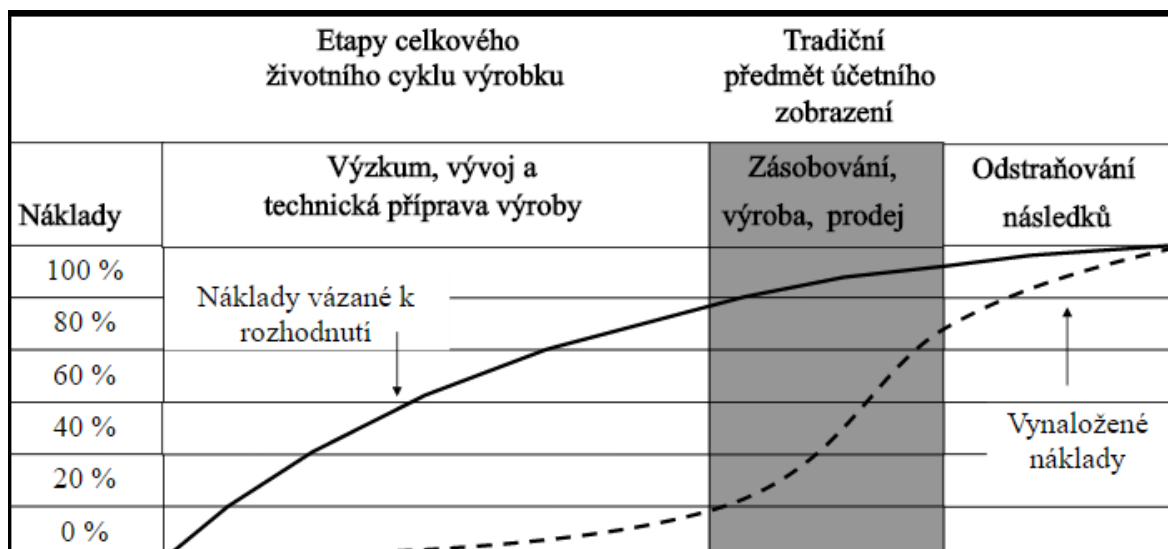 Etapy celkového
životního cyklu výrobku
Tradiční
předmět účetního
zobrazení
Náklady
Výzkum, vývoj a
technická příprava výroby
Zásobování,
výroba, prodej
Odstraňování
následků
100 %
80 %
60 %
40 %
20 %
0 %
Náklady vázané k
rozhodnutí
Vynaložené
náklady